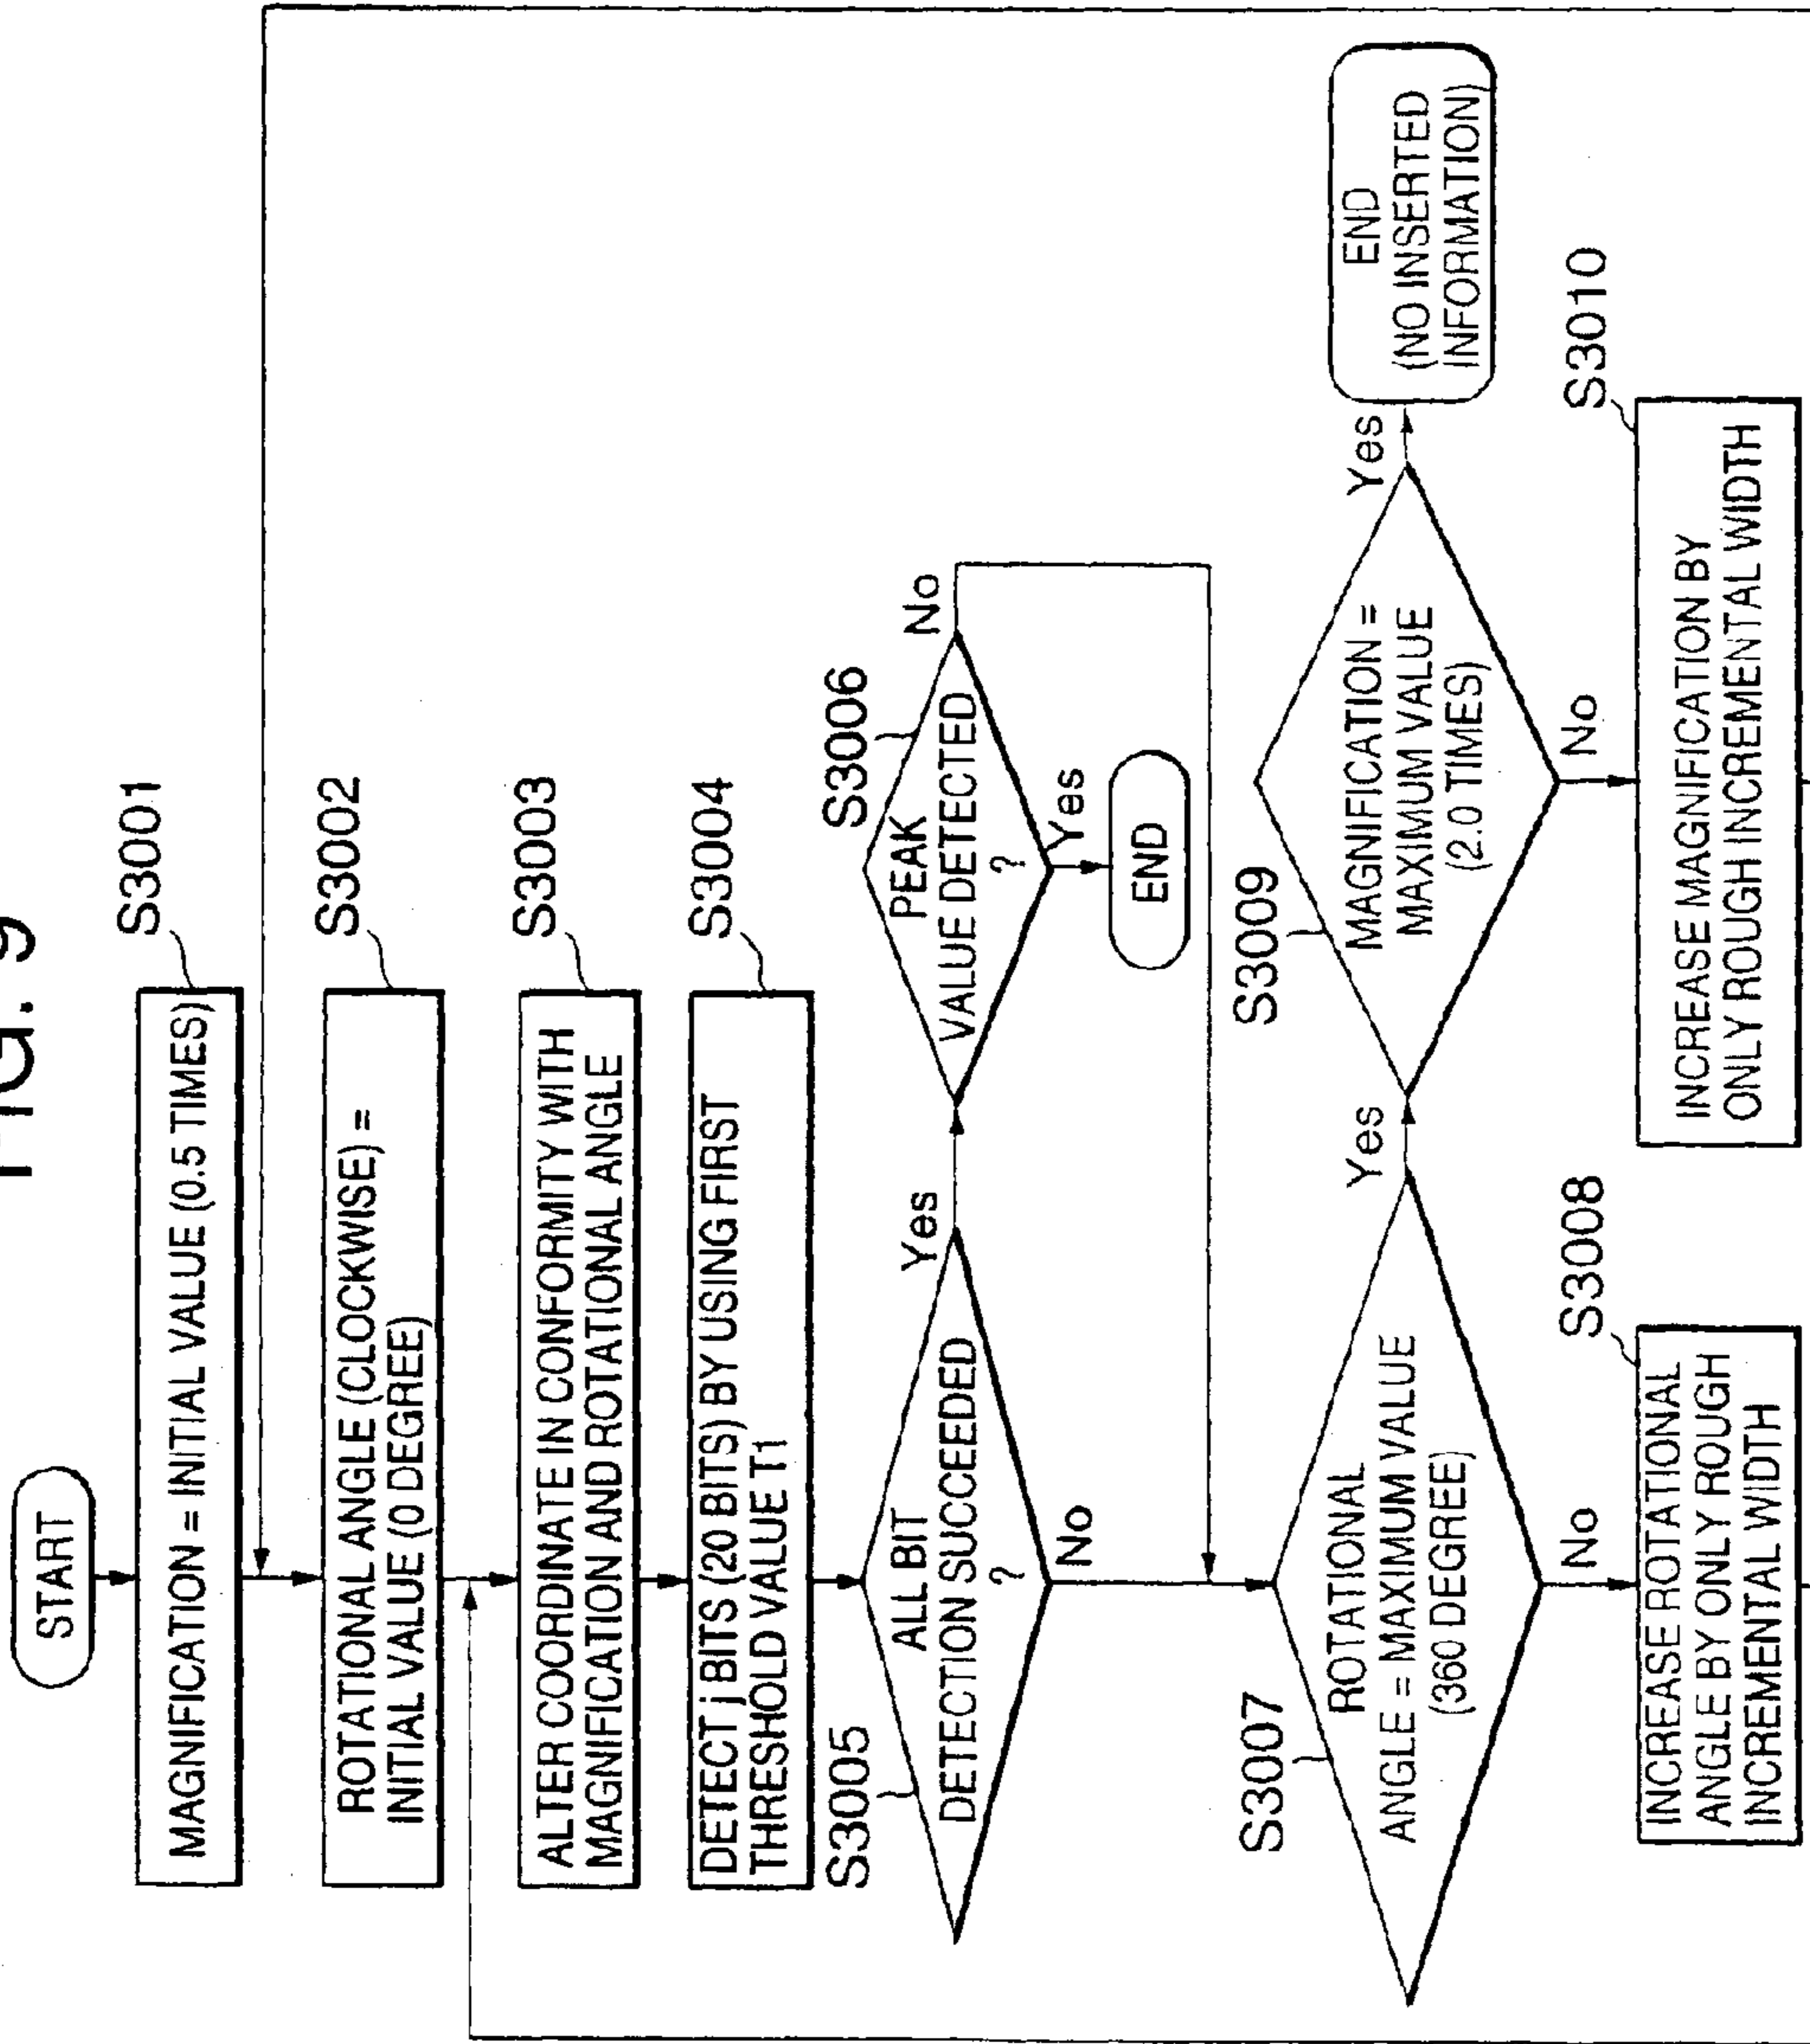 FIG. 9
START
S3001
MAGNIFICATION = INITIAL VALUE (0.5 TIMES)
S3002
ROTATIONAL ANGLE (CLOCKWISE) =
INITIAL VALUE (0 DEGREE)
S3003
ALTER COORDINATE IN CONFORMITY WITH
MAGNIFICATION AND ROTATIONAL ANGLE
S3004
DETECT j BITS (20 BITS) BY USING FIRST
THRESHOLD VALUE T1
S3005
ALL BIT
DETECTION SUCCEEDED
?
Yes
No
S3006
PEAK
VALUE DETECTED
?
No
Yes
END
S3007
ROTATIONAL
ANGLE = MAXIMUM VALUE
(360 DEGREE)
Yes
No
S3009
MAGNIFICATION =
MAXIMUM VALUE
(2.0 TIMES)
Yes
No
END
(NO INSERTED
INFORMATION)
S3008
INCREASE ROTATIONAL
ANGLE BY ONLY ROUGH
INCREMENTAL WIDTH
S3010
INCREASE MAGNIFICATION BY
ONLY ROUGH INCREMENTAL WIDTH